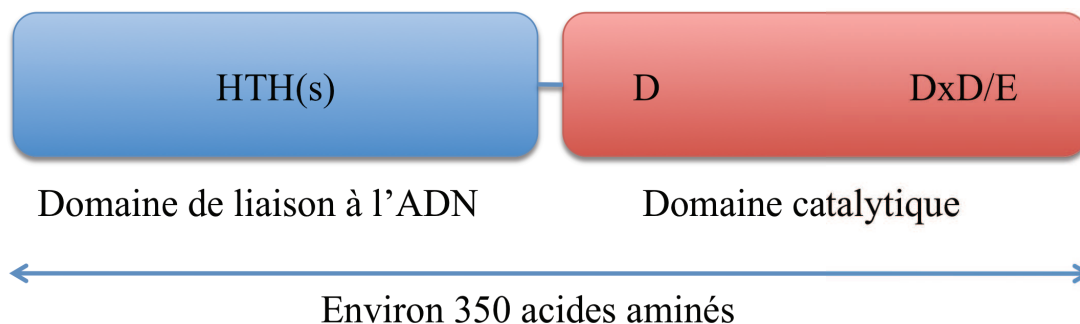 HTH(s) D DxD/E
Domaine de liaison à l’ADN Domaine catalytique
Environ 350 acides aminés